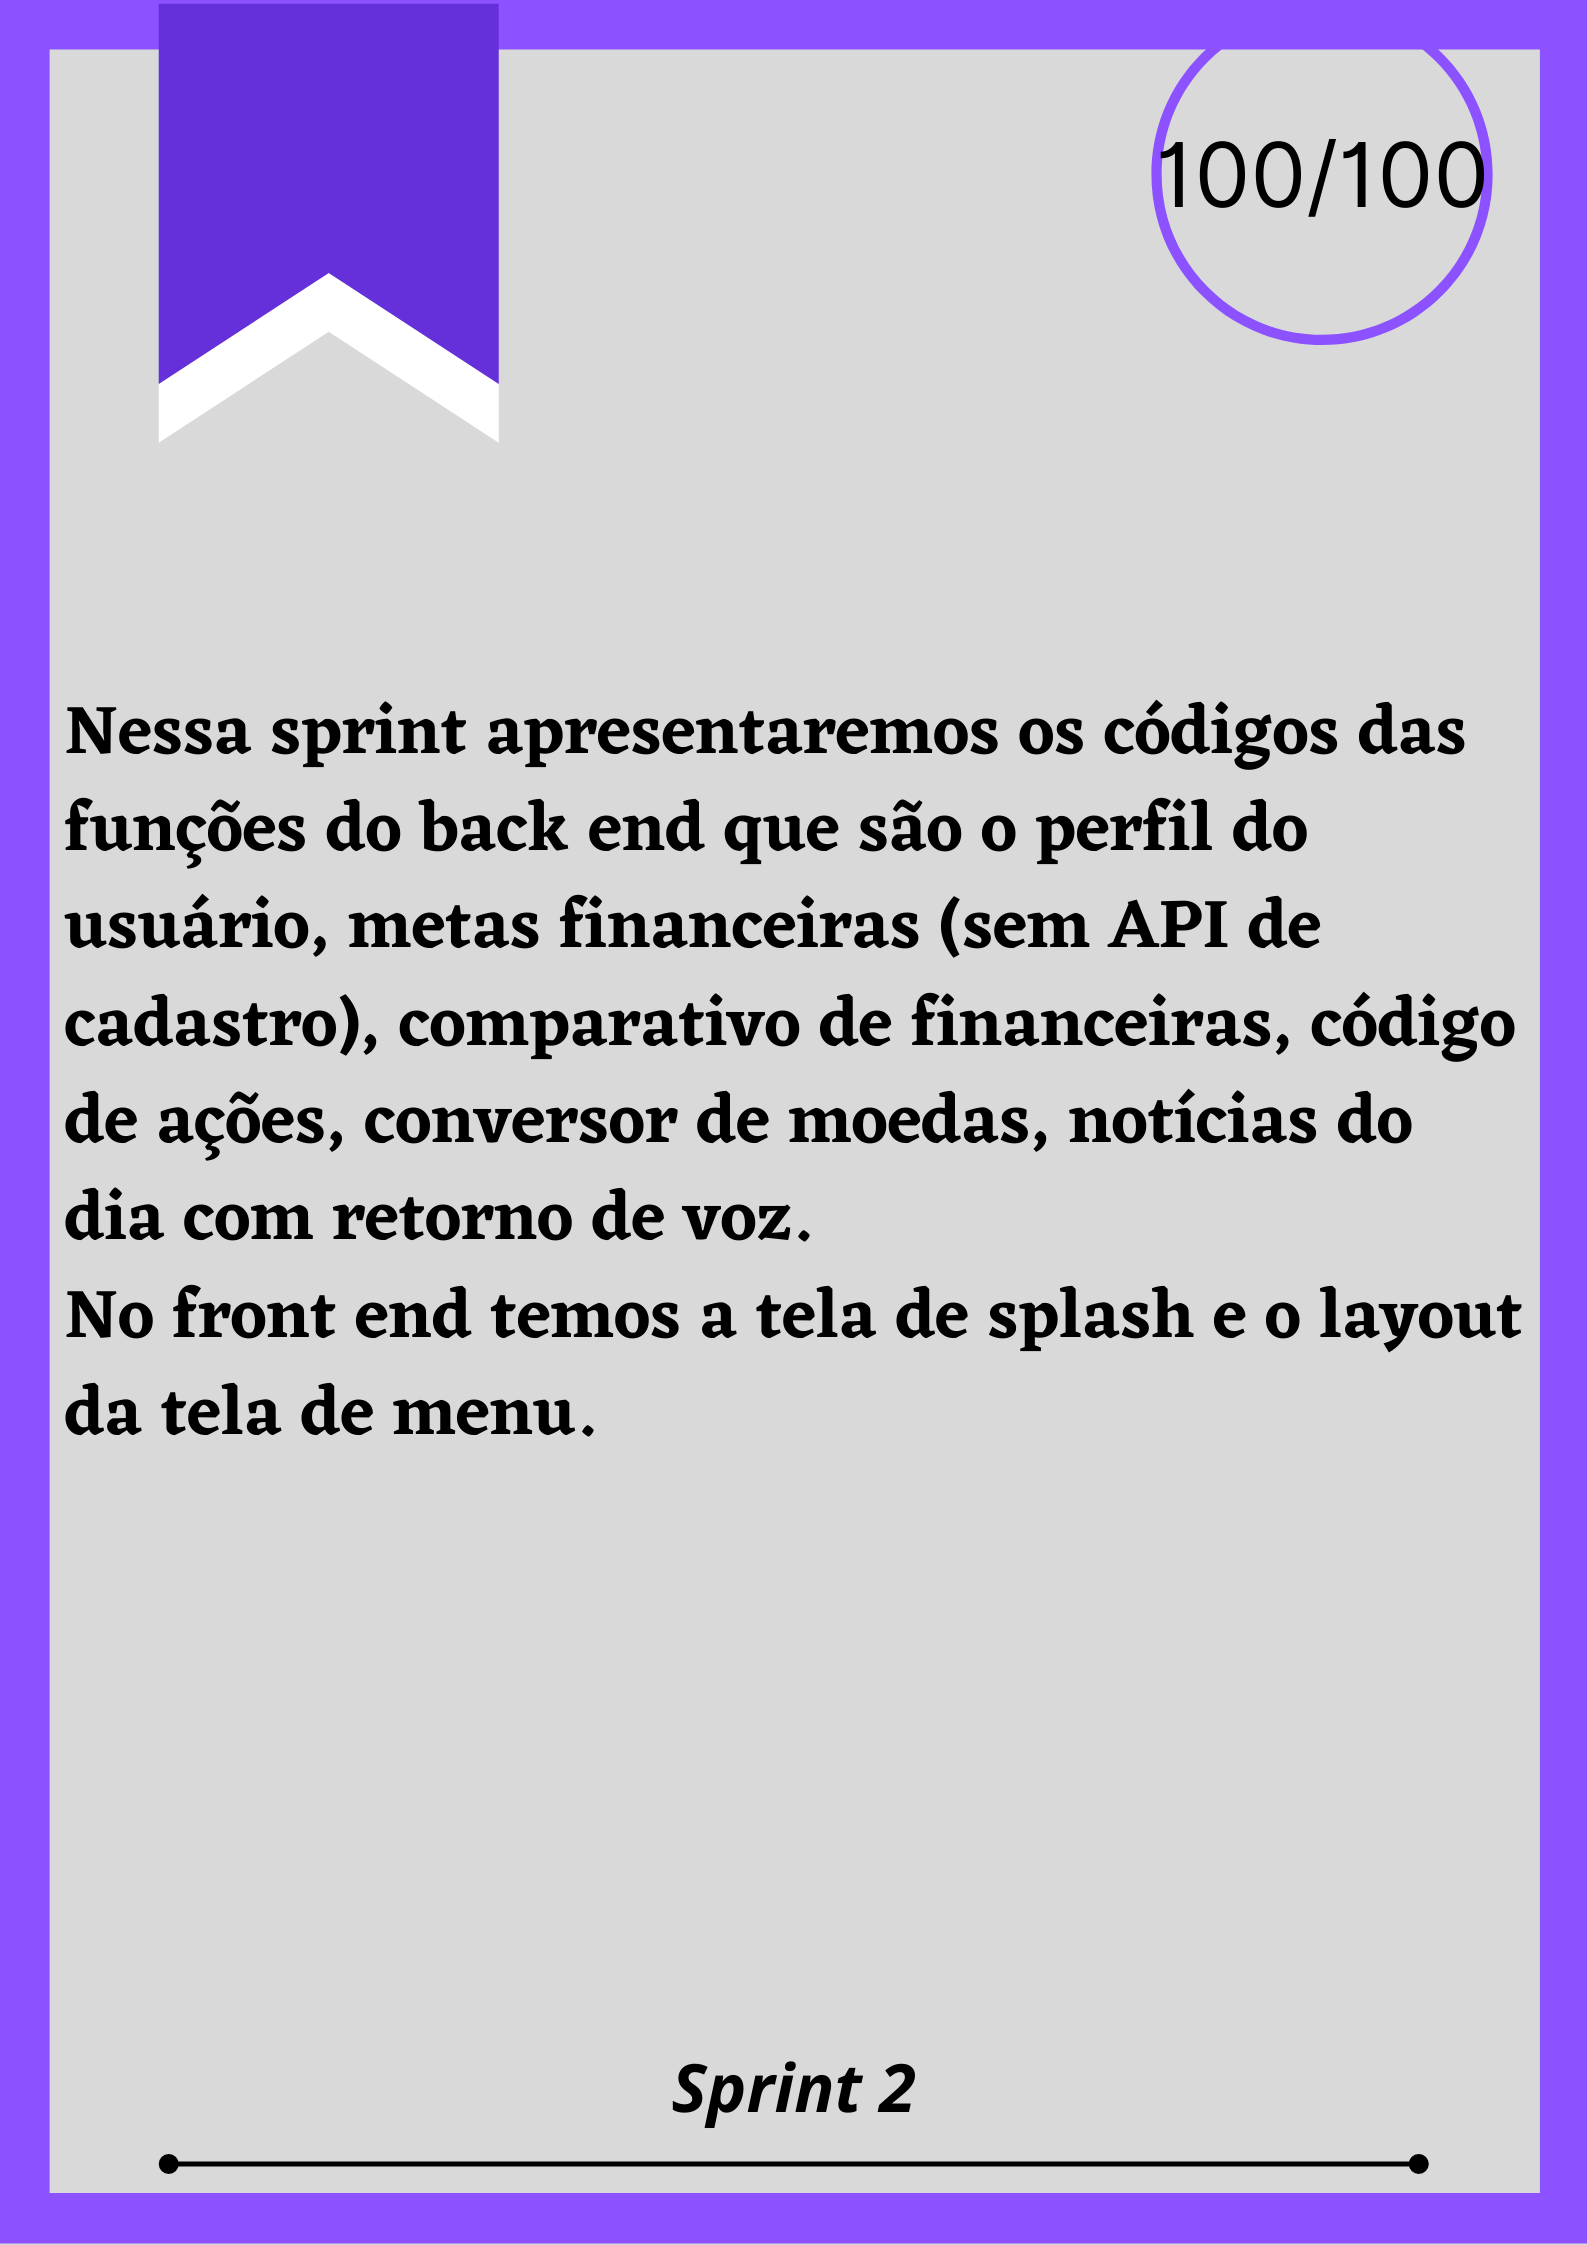 100/100
Nessa sprint apresentaremos os códigos das
funções do back end que são o perfil do
usuário, metas financeiras (sem API de
cadastro), comparativo de financeiras, código
de ações, conversor de moedas, notícias do
dia com retorno de voz.
No front end temos a tela de splash e o layout
da tela de menu.
Sprint 2